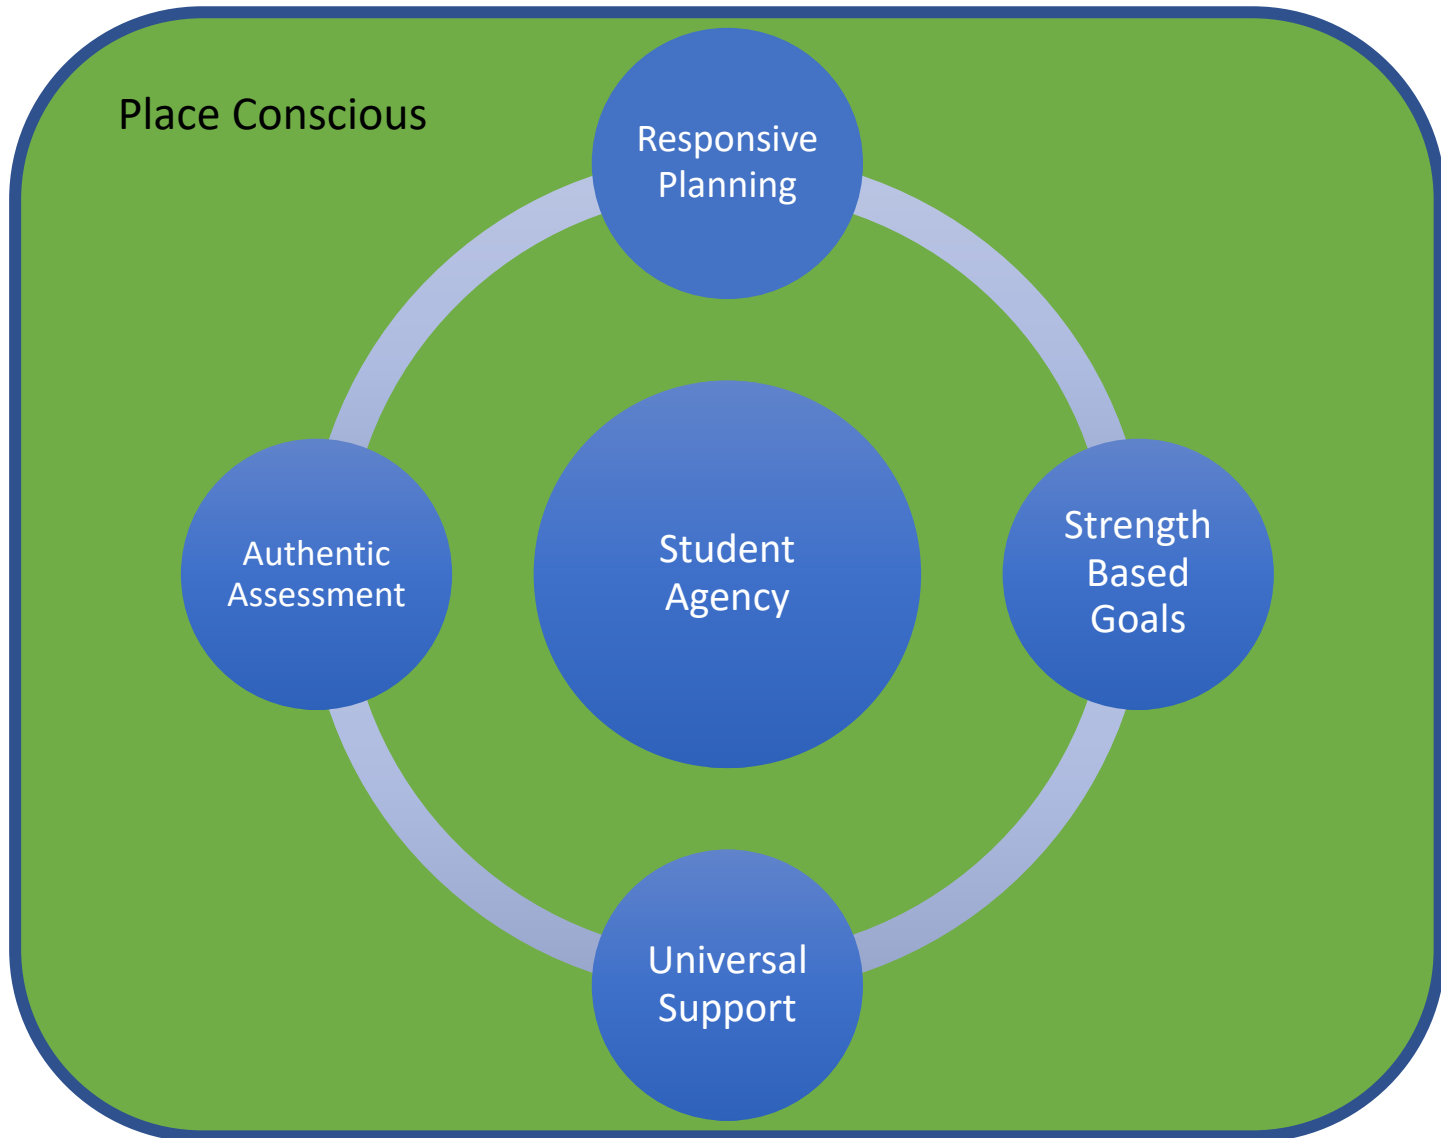 Place Conscious
Responsive
Planning
Authentic
Assessment
Student
Agency
Strength
Based
Goals
Universal
Support